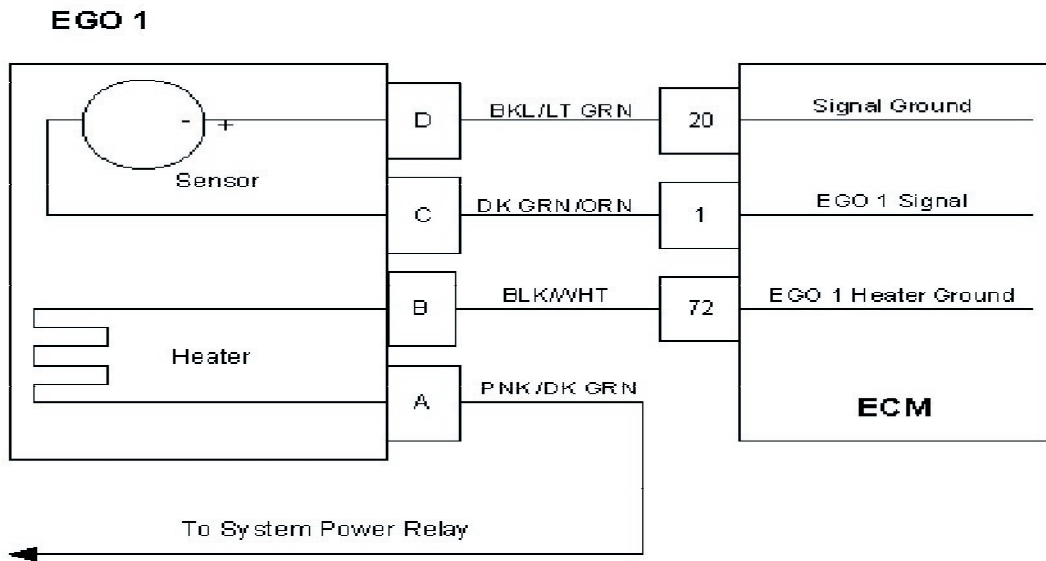 EGO 1
D BKL/LT GRN 20 Signal Ground
- +
Sensor
C DK GRN/ORN 1 EGO 1 Signal
B BLK/WHT 72 EGO 1 Heater Ground
Heater
A PNK/DK GRN
ECM
To System Power Relay